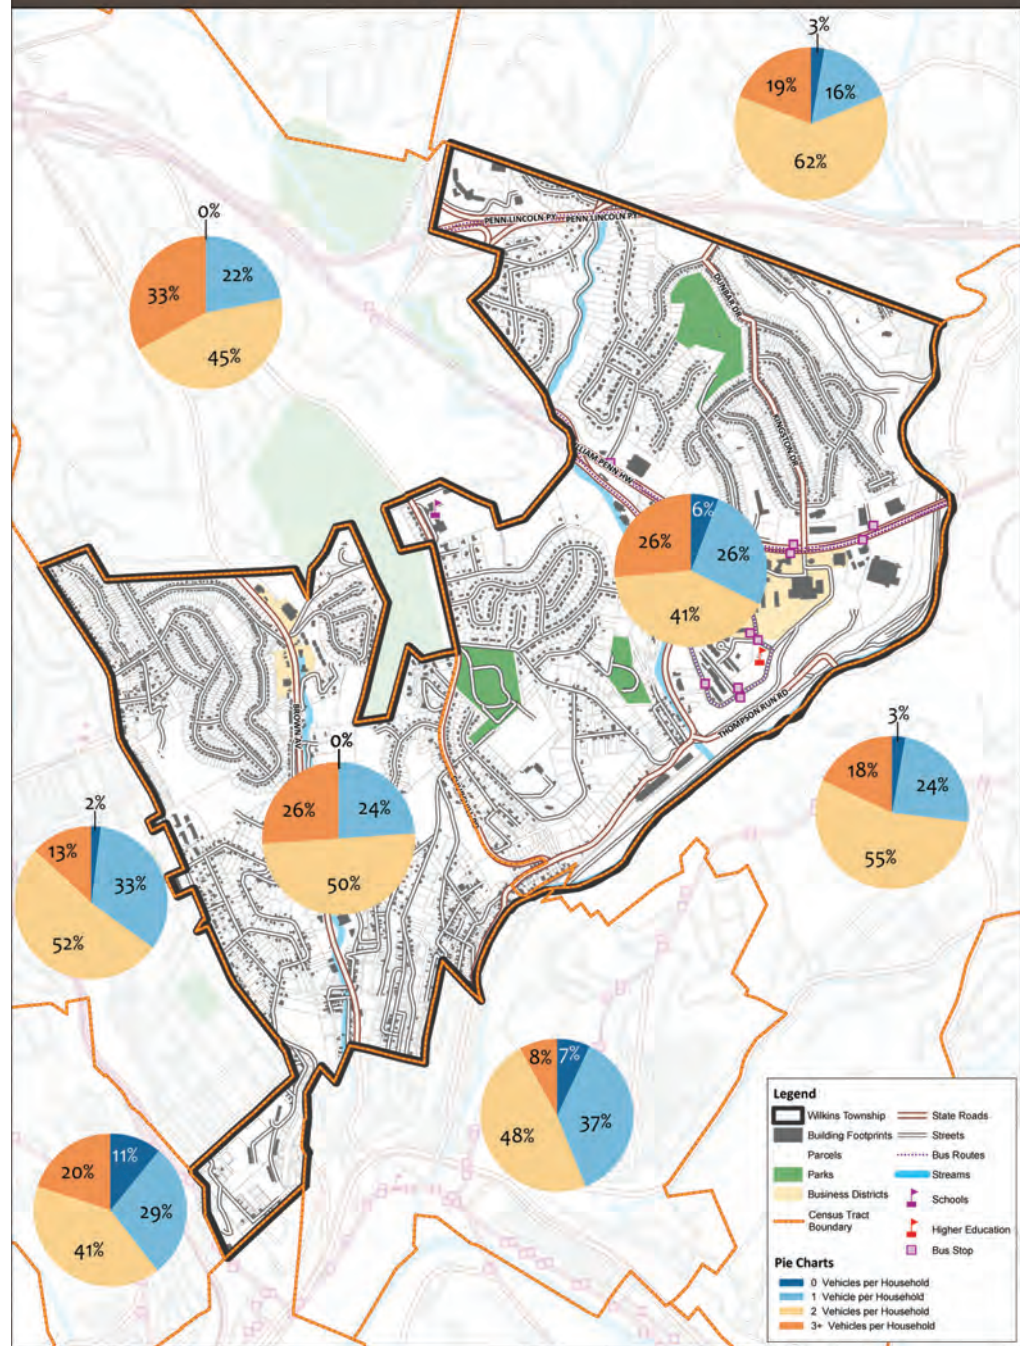 3%
19%
16%
62%
0%
22%
33%
45%
PENN LINCOLN PY
PENN LINCOLN PY
DUNBAR DR
KINGSTON DR
LLIAM PENN HW
6%
26%
26%
41%
THOMPSON RUN RD
BROWN AV
0%
26%
24%
50%
3%
18%
24%
55%
2%
13%
33%
52%
7%
8%
37%
48%
11%
20%
29%
41%
Legend
Wilkins Township
Building Footprints
Parcels
Parks
Business Districts
Census Tract
Boundary
State Roads
Streets
Bus Routes
Streams
Schools
Higher Education
Bus Stop
Pie Charts
0 Vehicles per Household
1 Vehicle per Household
2 Vehicles per Household
3+ Vehicles per Household